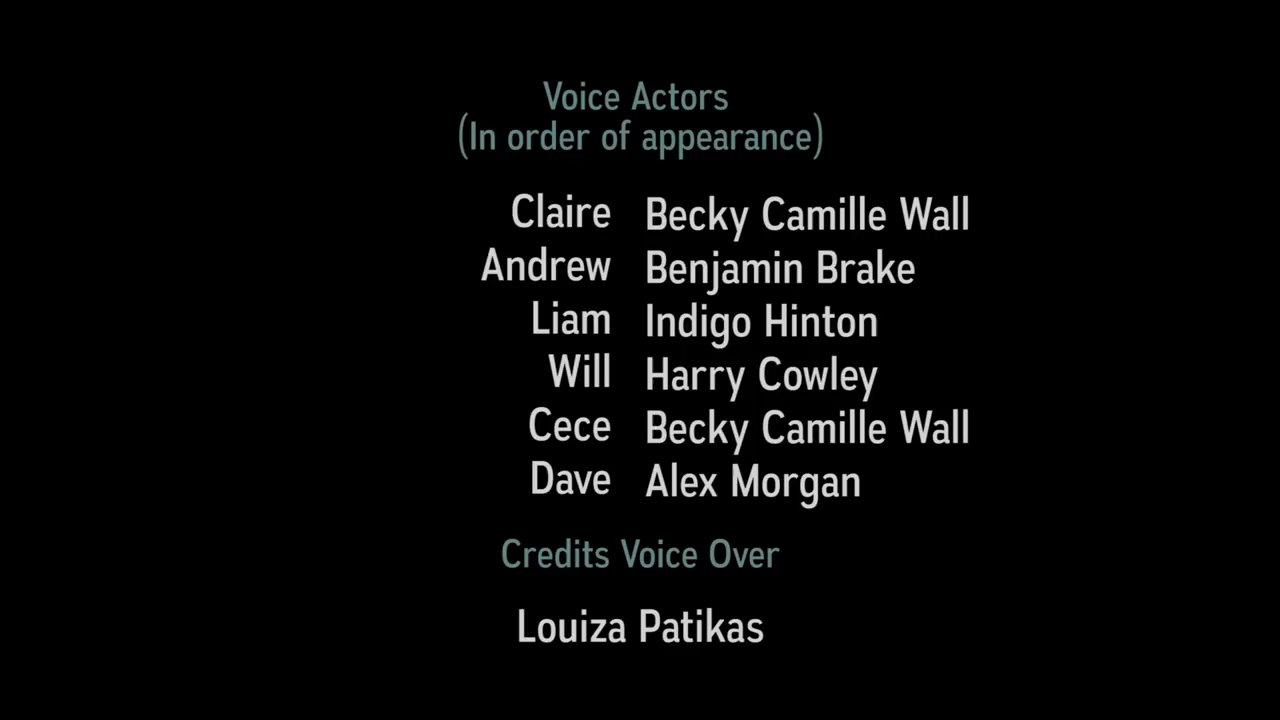 Voice Actors
(In order of appearance)
Claire Becky Camille Wall
Andrew Benjamin Brake
Liam Indigo Hinton
Will Harry Cowley
Cece Becky Camille Wall
Dave Alex Morgan
Credits Voice Over
Louiza Patikas